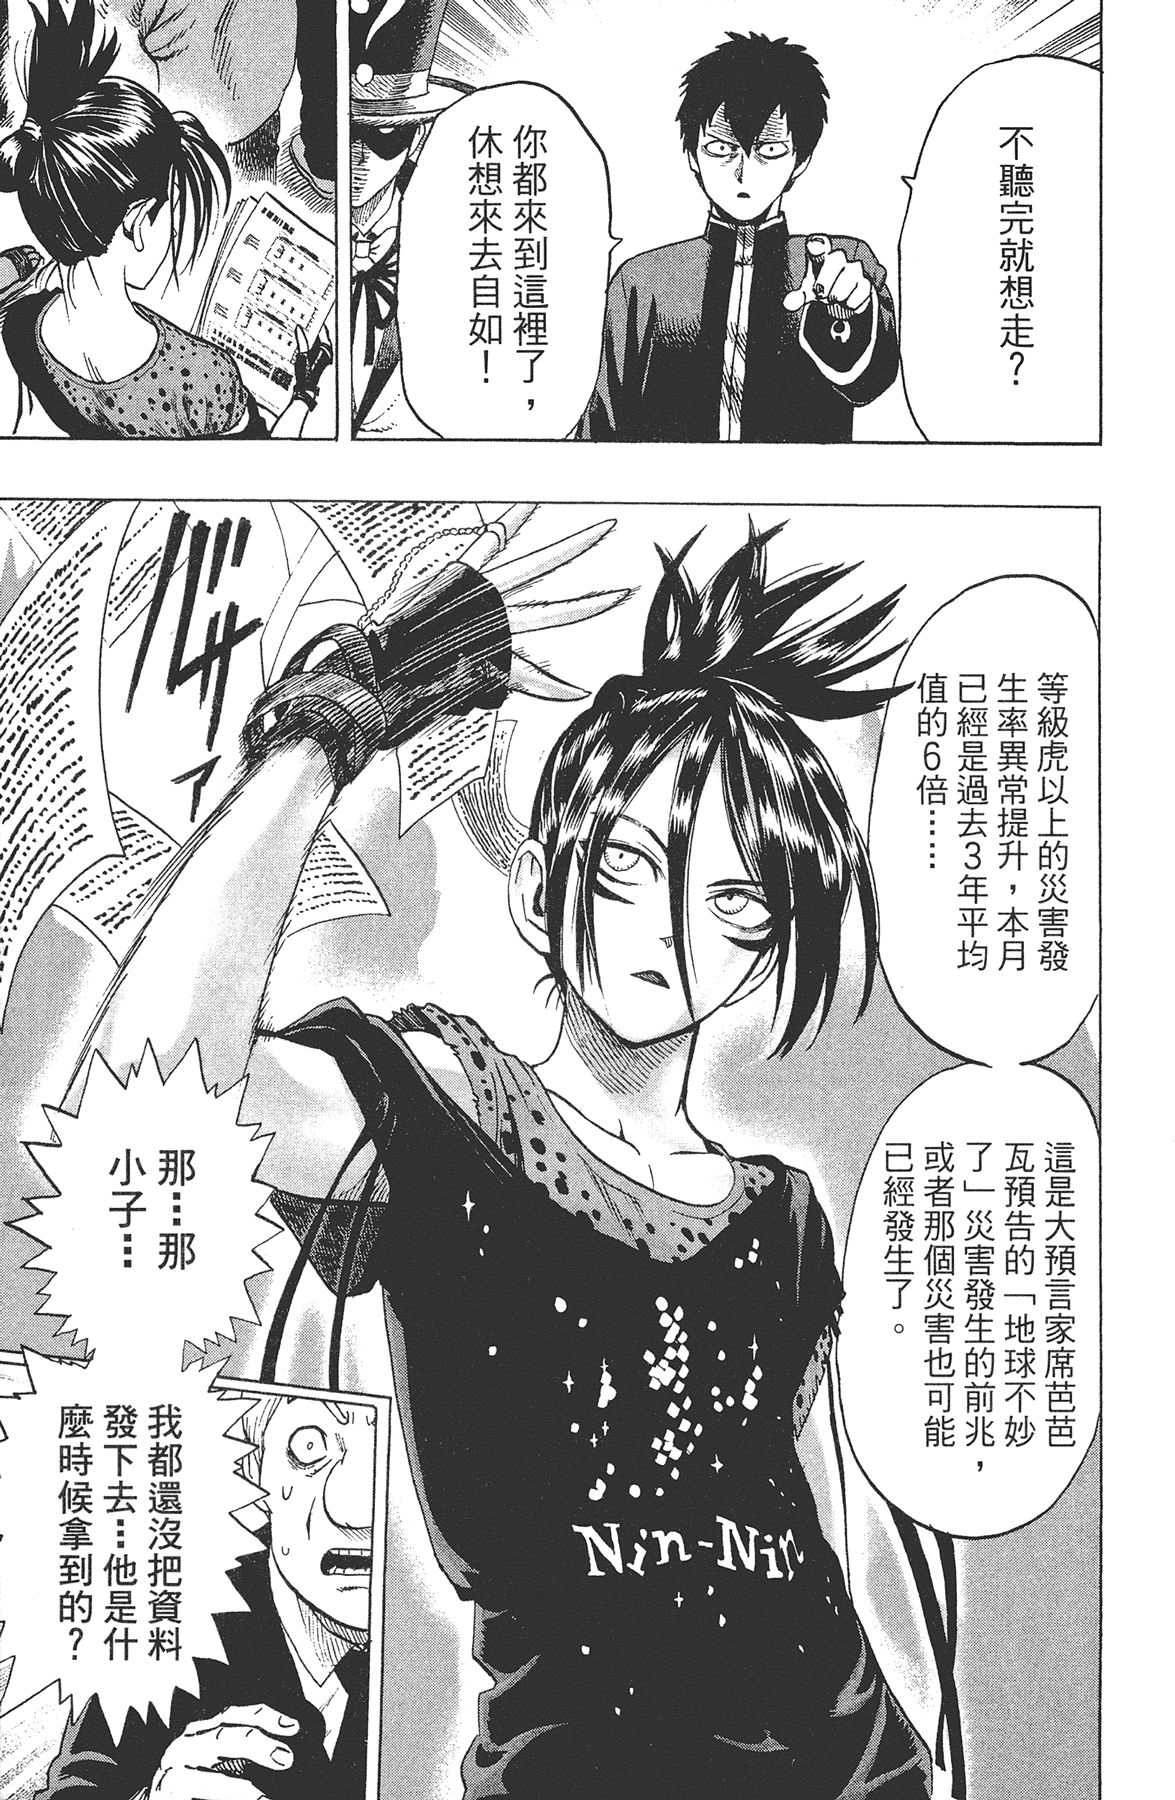 不聽完就想走？
你都來到這裡了，
休想來去自如！
等級虎以上的災害發
生率異常提升，本月
已經是過去3年平均
值的6倍……
這是大預言家席芭芭
瓦預告的「地球不妙
了」災害發生的前兆，
或者那個災害也可能
已經發生了。
バサァ
Nin-Nin
那…那
小子…
我都還沒把資料
發下去…他是什
麼時候拿到的？